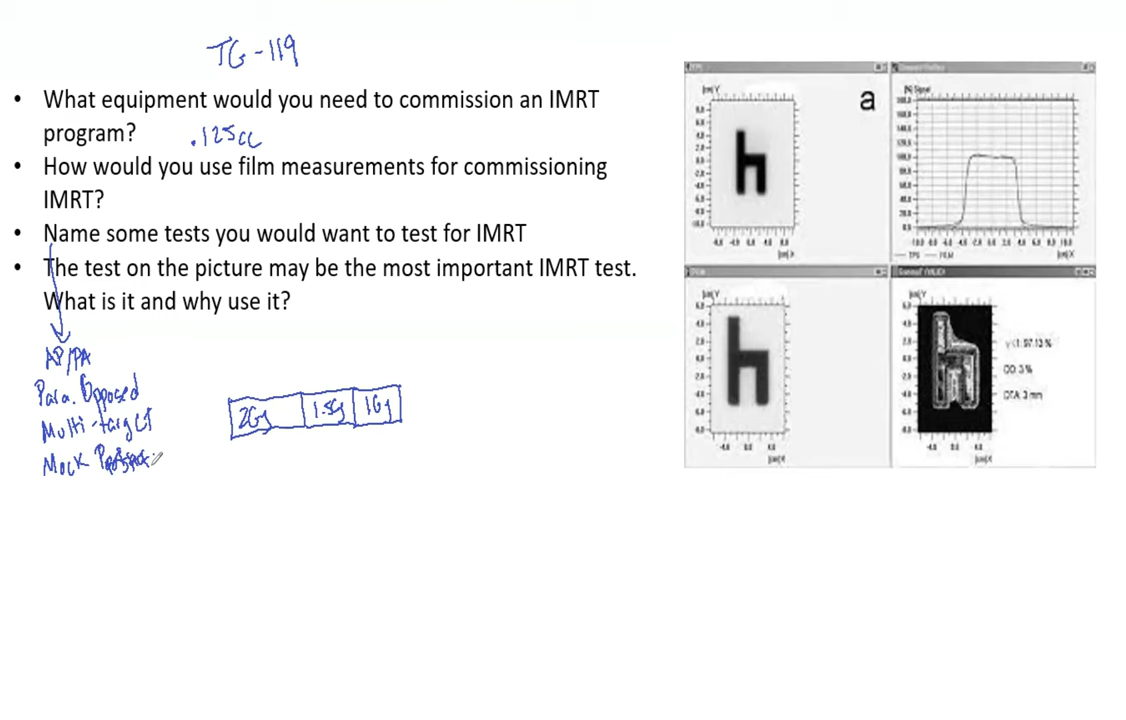 TG-119
• What equipment would you need to commission an IMRT
program?
.125cc
• How would you use film measurements for commissioning
IMRT?
• Name some tests you would want to test for IMRT
• The test on the picture may be the most important IMRT test.
What is it and why use it?
AP/PA
Para. Opposed
Multi-target
Mock
2Gy 1.5Gy 1Gy
a
97.13 %
DD 3 %
DTA 3 mm